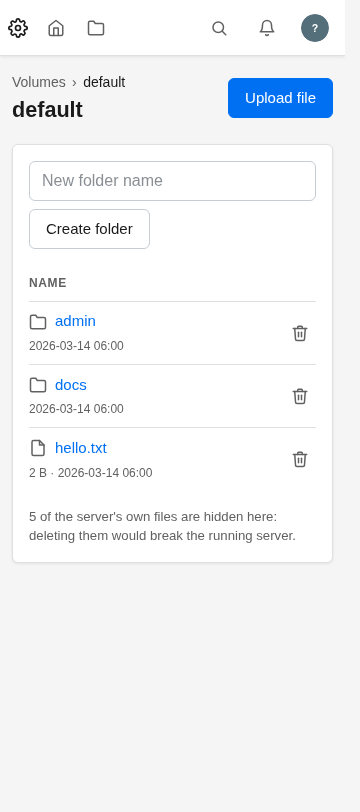 ?
Volumes › default
default
Upload file
New folder name
Create folder
NAME
admin
2026-03-14 06:00
docs
2026-03-14 06:00
hello.txt
2 B · 2026-03-14 06:00
5 of the server's own files are hidden here:
deleting them would break the running server.